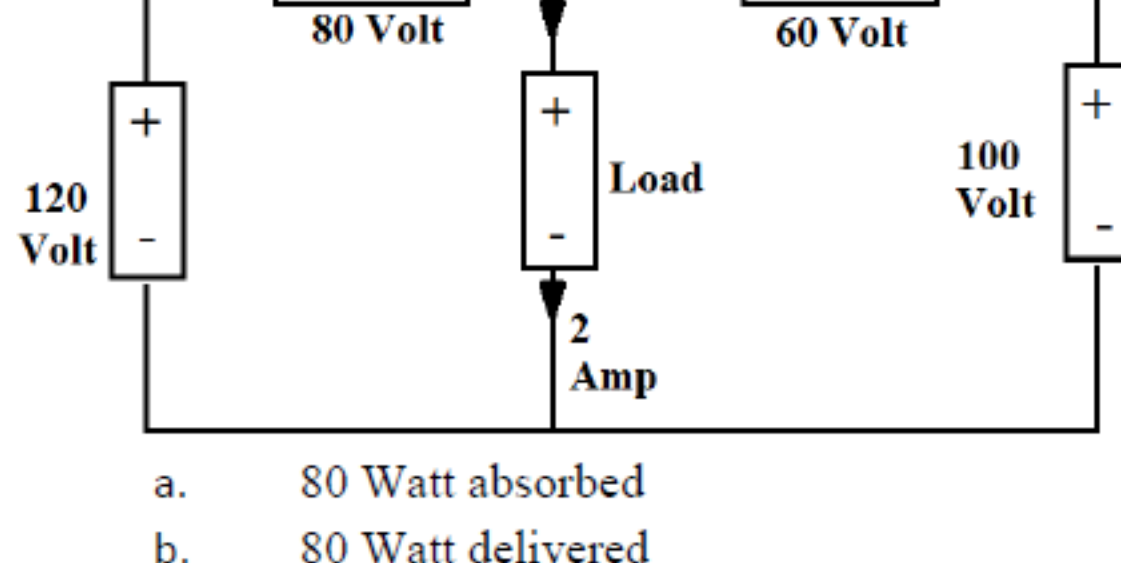 80 Volt
60 Volt
+
+
+
120
Volt
Load
100
Volt
-
-
-
2
Amp
a. 80 Watt absorbed
b. 80 Watt delivered